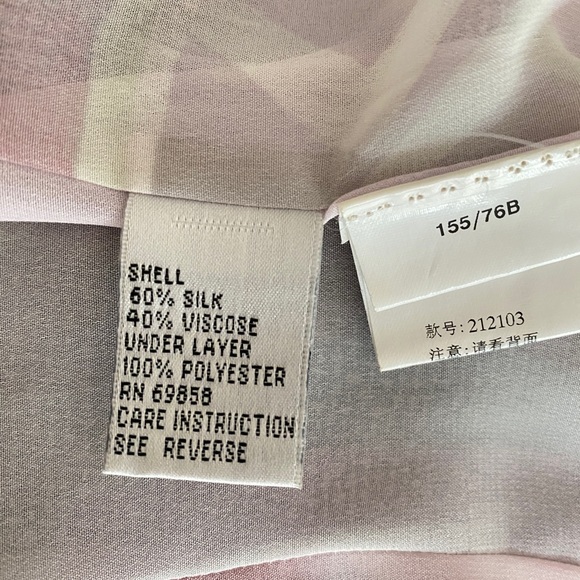 SHELL
60% SILK
40% VISCOSE
UNDER LAYER
100% POLYESTER
RN 69858
CARE INSTRUCTION
SEE REVERSE
155/76B
款号:212103
注意:请看背面